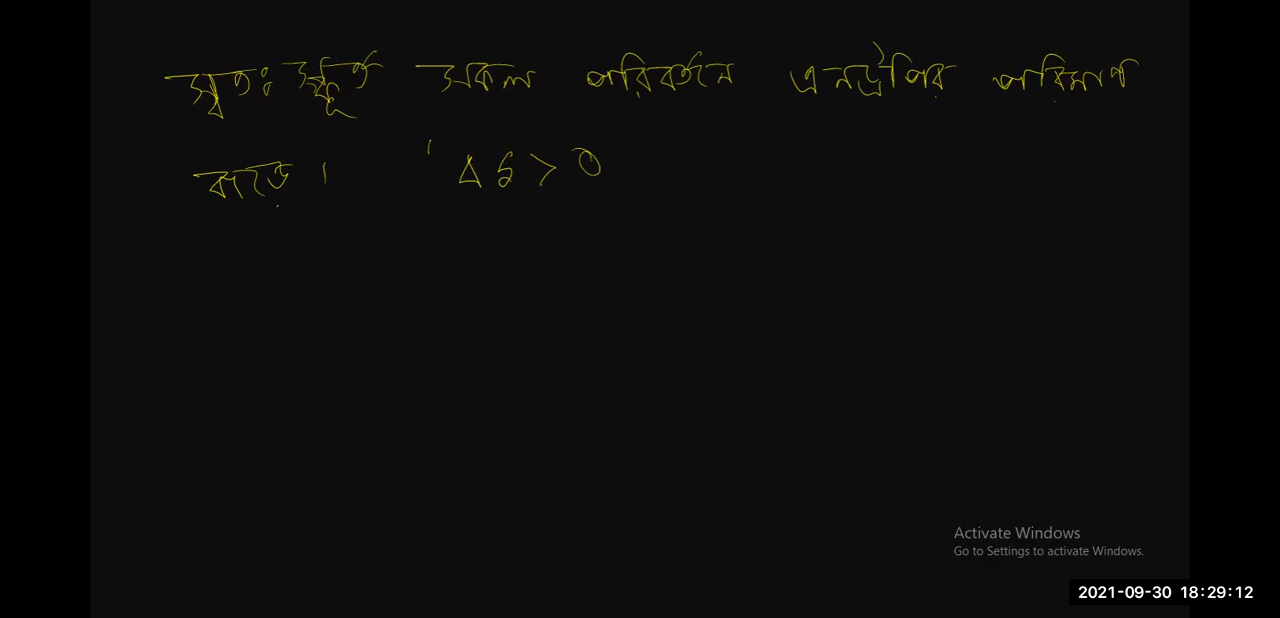 স্বতঃস্ফূর্ত সকল পরিবর্তনে এনট্রপির পরিমাণ
বাড়ে। ΔS > 0
Activate Windows
Go to Settings to activate Windows.
2021-09-30 18:29:12